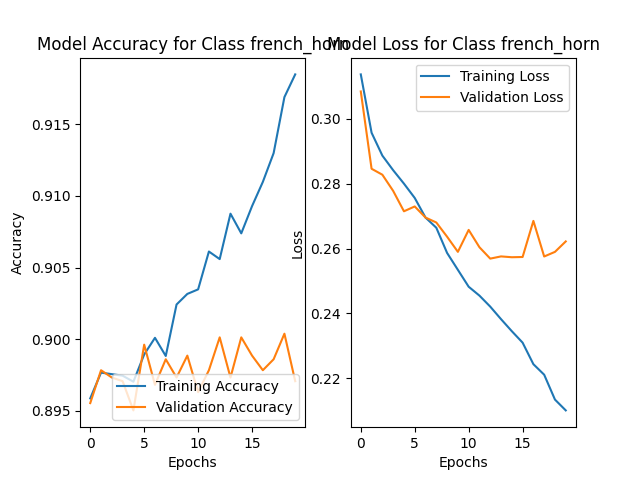 Model Accuracy for Class french_horn
Model Loss for Class french_horn
Accuracy
0.915
0.910
0.905
0.900
0.895
Training Accuracy
Validation Accuracy
0 5 10 15
Epochs
Loss
0.30
0.28
0.26
0.24
0.22
Training Loss
Validation Loss
0 5 10 15
Epochs